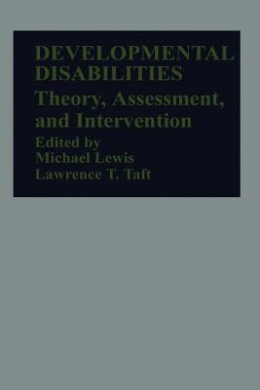 DEVELOPMENTAL
DISABILITIES
Theory, Assessment,
and Intervention
Edited by
Michael Lewis
Lawrence T. Taft